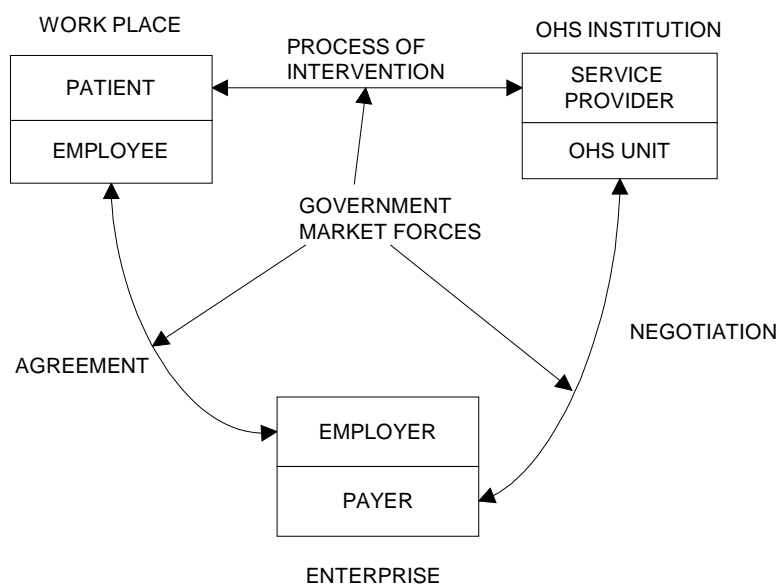 WORK PLACE
OHS INSTITUTION
PROCESS OF
INTERVENTION
PATIENT
EMPLOYEE
SERVICE
PROVIDER
OHS UNIT
GOVERNMENT
MARKET FORCES
AGREEMENT
NEGOTIATION
EMPLOYER
PAYER
ENTERPRISE